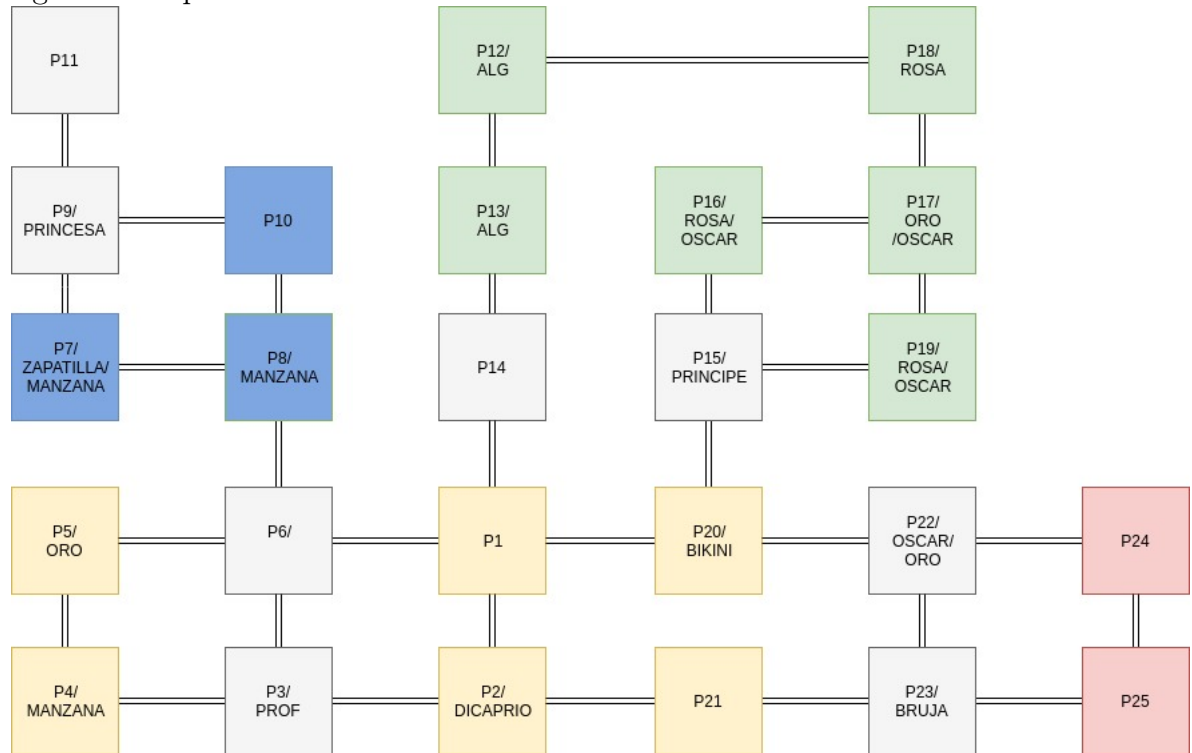 P11
P12/
ALG
P18/
ROSA
P9/
PRINCESA
P10
P13/
ALG
P16/
ROSA/
OSCAR
P17/
ORO
/OSCAR
P7/
ZAPATILLA/
MANZANA
P8/
MANZANA
P14
P15/
PRINCIPE
P19/
ROSA/
OSCAR
P5/
ORO
P6/
P1
P20/
BIKINI
P22/
OSCAR/
ORO
P24
P4/
MANZANA
P3/
PROF
P2/
DICAPRIO
P21
P23/
BRUJA
P25